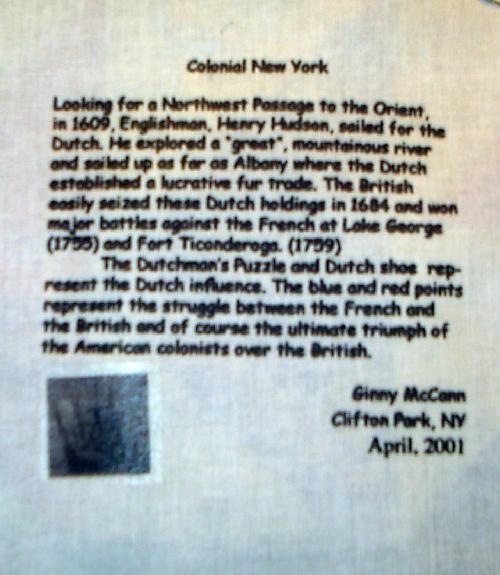 Colonial New York
Looking for a Northwest Passage to the Orient,
in 1609, Englishman, Henry Hudson, sailed for the
Dutch. He explored a "great", mountainous river
and sailed up as far as Albany where the Dutch
established a lucrative fur trade. The British
easily seized these Dutch holdings in 1684 and won
major battles against the French at Lake George
(1755) and Fort Ticonderoga. (1759)
The Dutchman's Puzzle and Dutch shoe rep-
resent the Dutch influence. The blue and red points
represent the struggle between the French and
the British and of course the ultimate triumph of
the American colonists over the British.
Ginny McCann
Clifton Park, NY
April, 2001